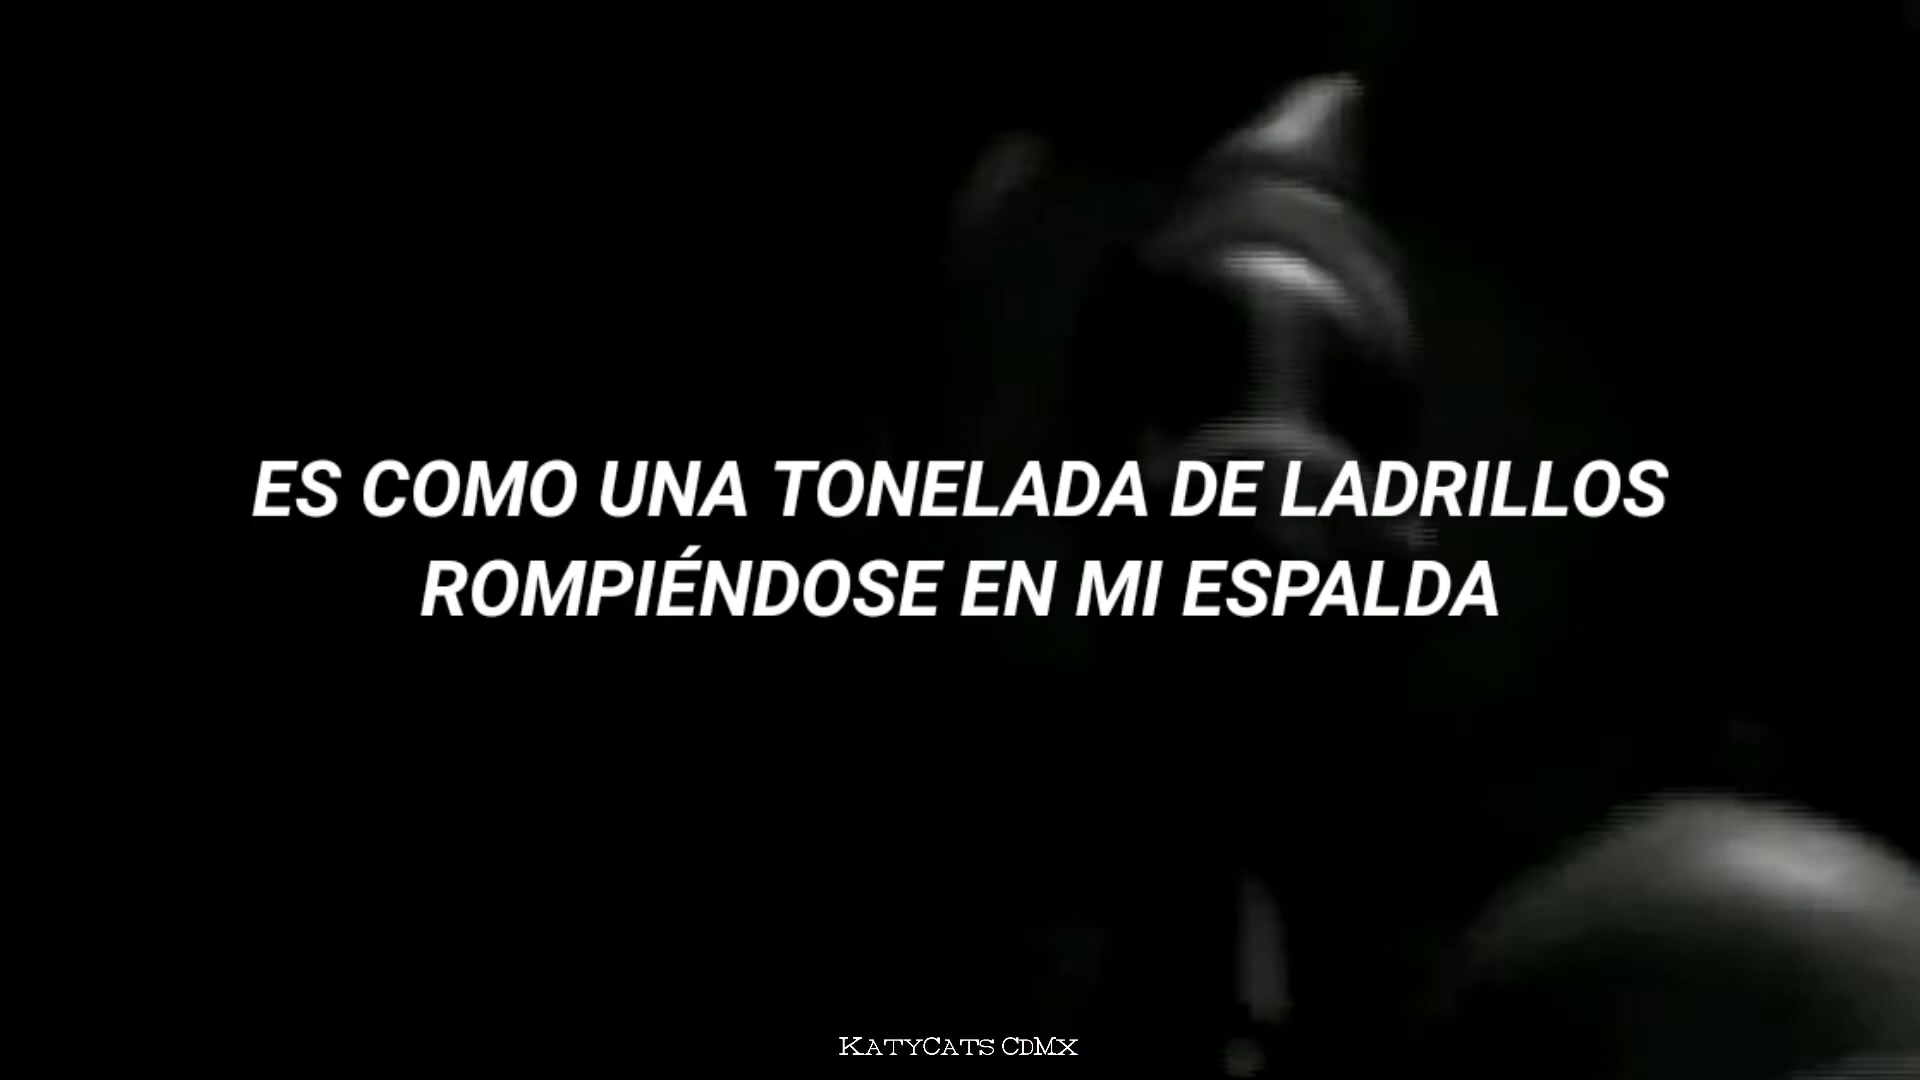 ES COMO UNA TONELADA DE LADRILLOS
ROMPIÉNDOSE EN MI ESPALDA
KATYCATS CDMX